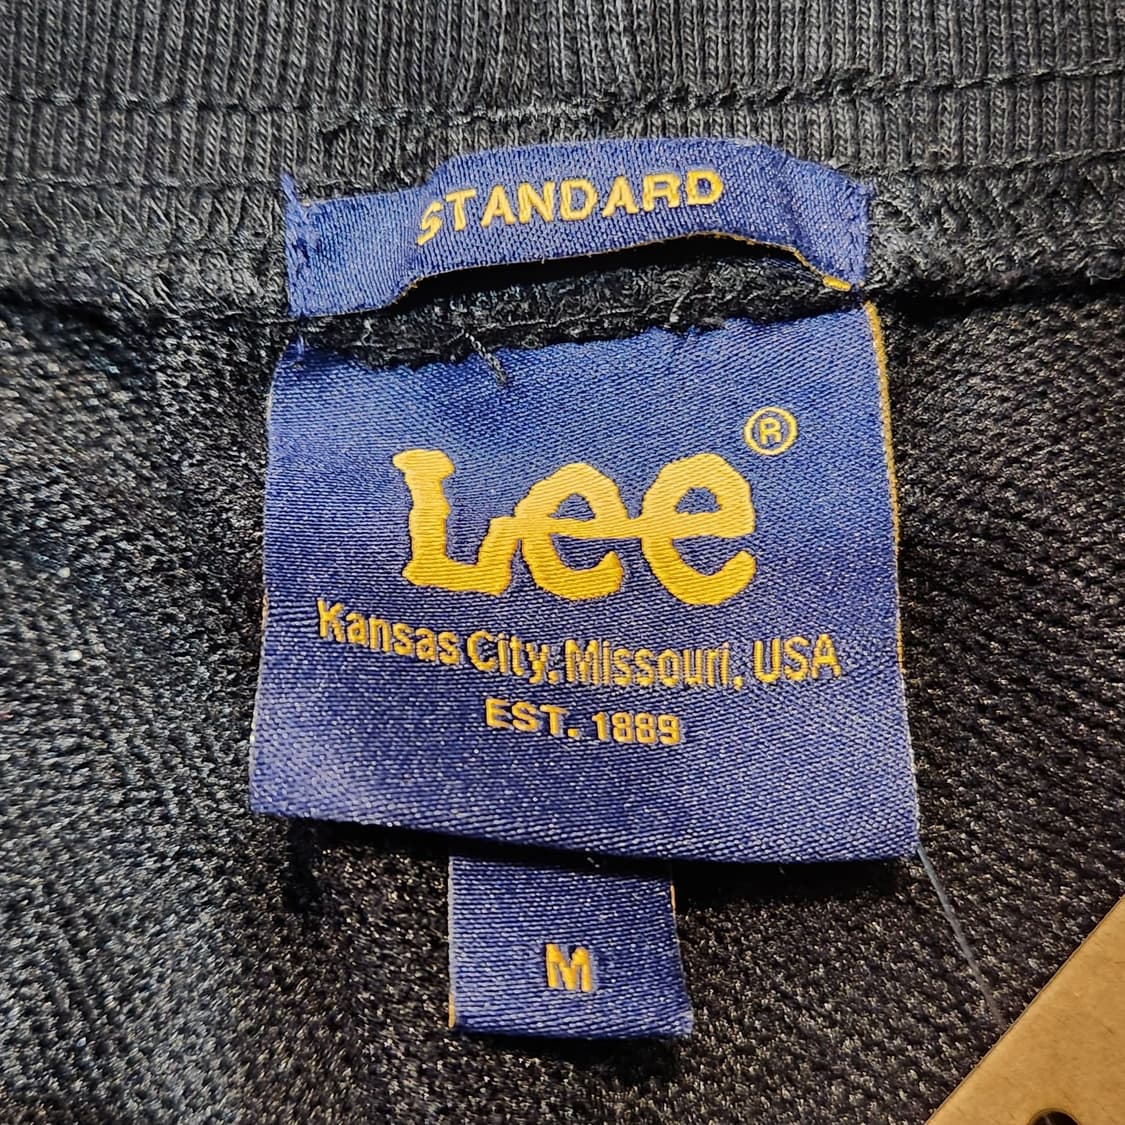 STANDARD
Lee®
Kansas City, Missouri, USA
EST. 1889
M